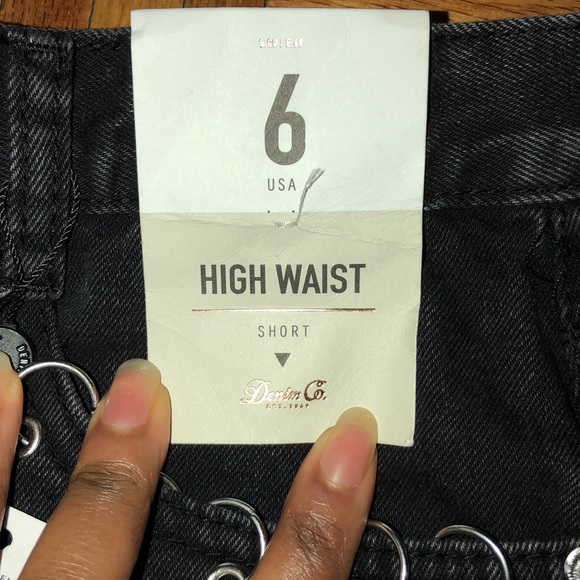 6
USA
HIGH WAIST
SHORT
Denim Co.